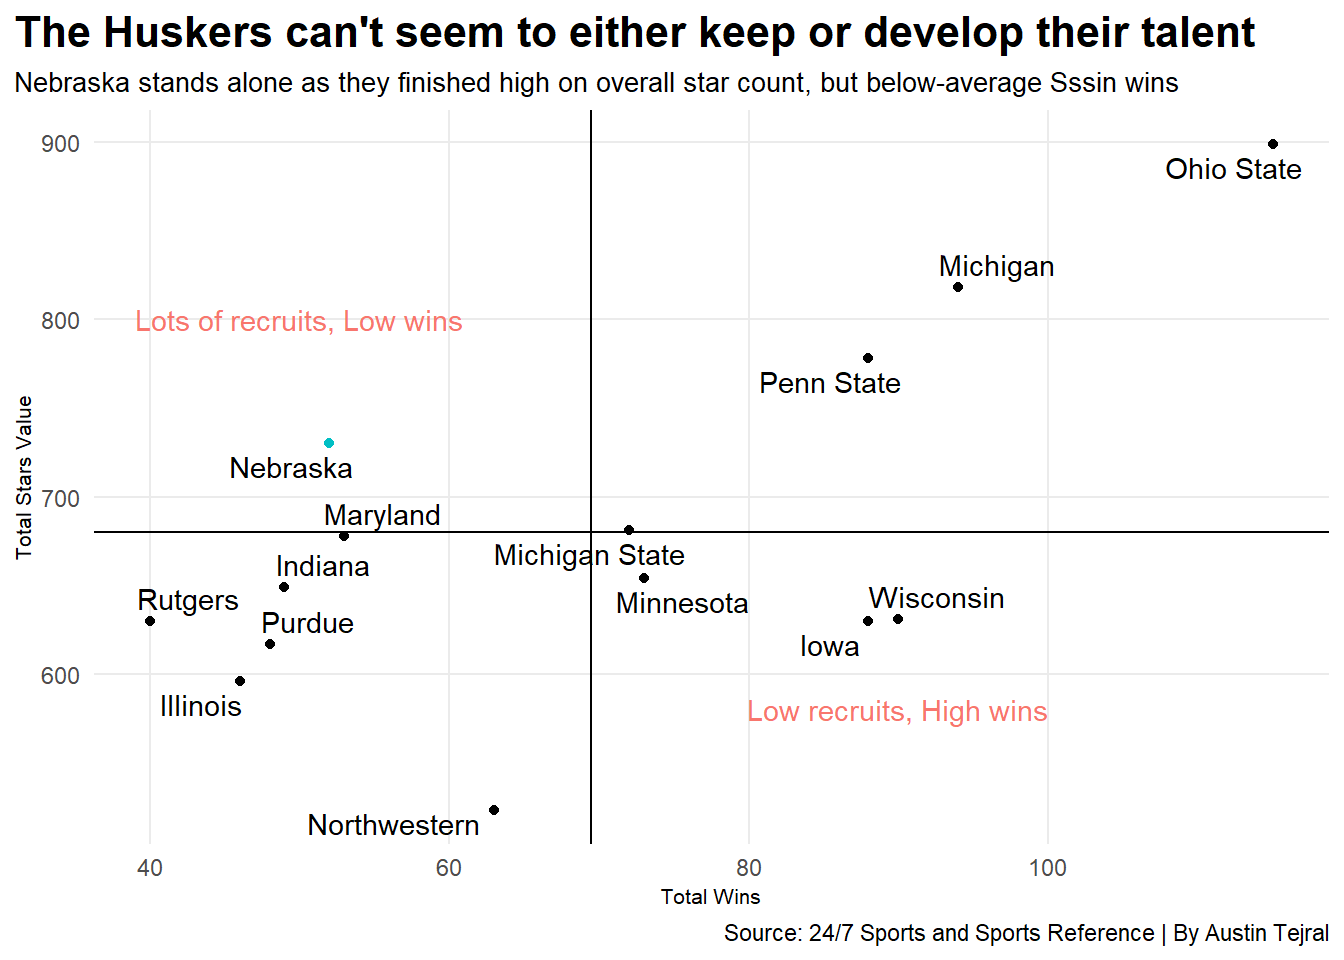 The Huskers can't seem to either keep or develop their talent
Nebraska stands alone as they finished high on overall star count, but below-average Sssin wins
900
Ohio State
Michigan
800
Lots of recruits, Low wins
Penn State
Total Stars Value
Nebraska
700
Maryland
Michigan State
Indiana
Rutgers
Minnesota
Wisconsin
Purdue
Iowa
600
Illinois
Low recruits, High wins
Northwestern
40
60
80
100
Total Wins
Source: 24/7 Sports and Sports Reference | By Austin Tejral